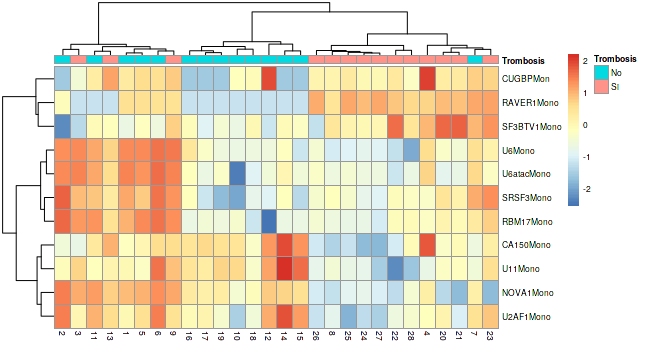 Trombosis
CUGBPMon
RAVER1Mono
SF3BTV1Mono
U6Mono
U6atacMono
SRSF3Mono
RBM17Mono
CA150Mono
U11Mono
NOVA1Mono
U2AF1Mono
2 3 11 13 1 5 6 9 16 17 19 10 18 12 14 15 26 8 25 24 27 22 28 4 20 21 7 23
2
1
0
-1
-2
Trombosis
No
SI